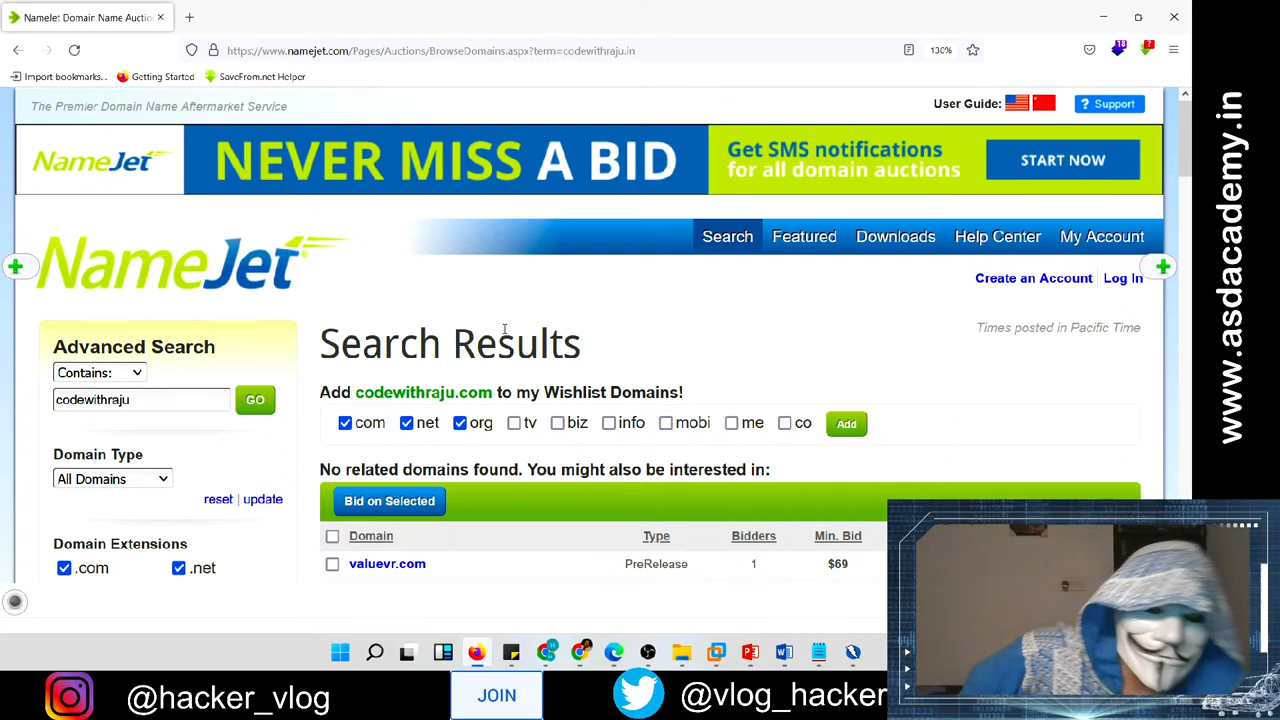 NameJet Domain Name Auctio
https://www.namejet.com/Pages/Auctions/BrowseDomains.aspx?term=codewithraju.in
130%
18
?
Import bookmarks...
Getting Started
SaveFrom.net Helper
The Premier Domain Name Aftermarket Service
User Guide:
? Support
NameJet
NEVER MISS A BID
Get SMS notifications
for all domain auctions
START NOW
NameJet
Search
Featured
Downloads
Help Center
My Account
Create an Account
Log In
Search Results
Times posted in Pacific Time
Advanced Search
Contains:
codewithraju
GO
Domain Type
All Domains
reset | update
Domain Extensions
.com
.net
Add codewithraju.com to my Wishlist Domains!
com net org tv biz info mobi me co Add
No related domains found. You might also be interested in:
Bid on Selected
Domain Type Bidders Min. Bid
valuevr.com PreRelease 1 $69
www.asdacademy.in
@hacker_vlog
JOIN
@vlog_hacker